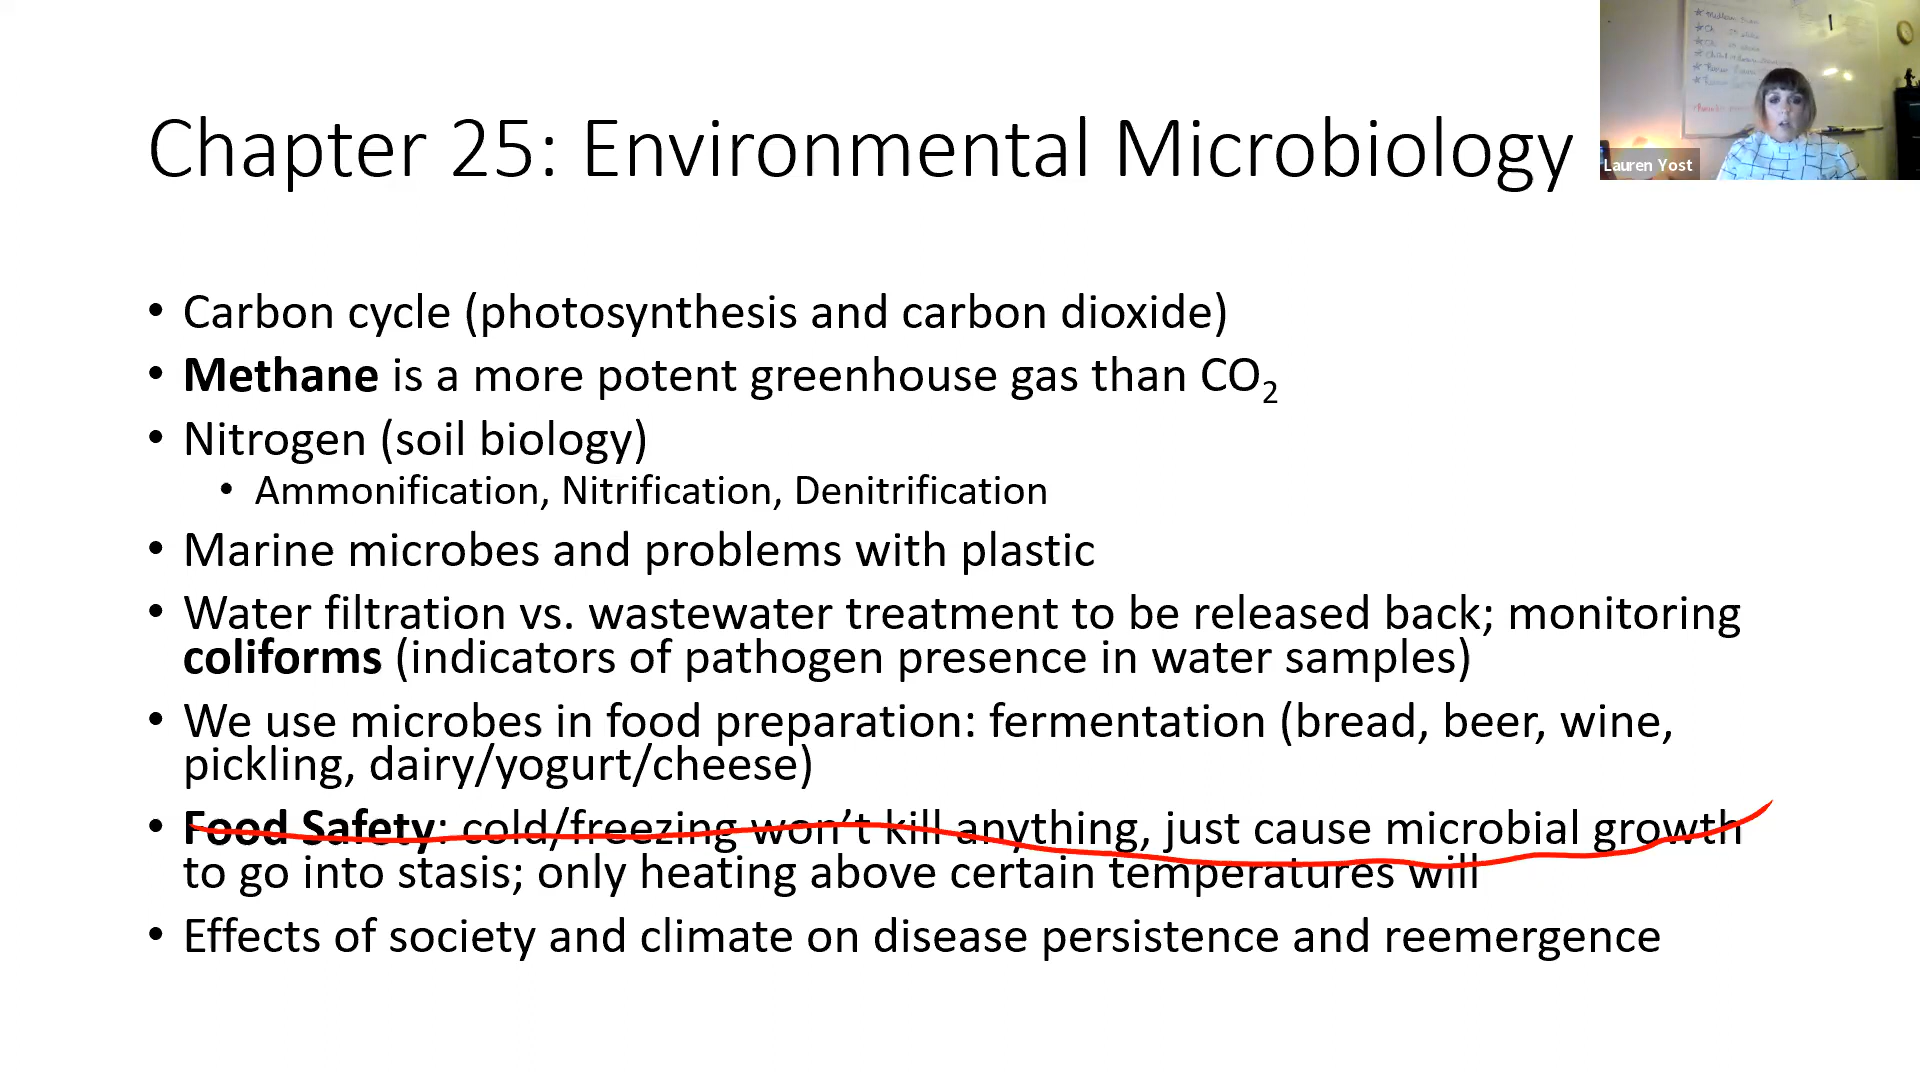 Chapter 25: Environmental Microbiology
Lauren Yost
• Carbon cycle (photosynthesis and carbon dioxide)
• Methane is a more potent greenhouse gas than CO₂
• Nitrogen (soil biology)
• Ammonification, Nitrification, Denitrification
• Marine microbes and problems with plastic
• Water filtration vs. wastewater treatment to be released back; monitoring
coliforms (indicators of pathogen presence in water samples)
• We use microbes in food preparation: fermentation (bread, beer, wine,
pickling, dairy/yogurt/cheese)
• Food Safety: cold/freezing won’t kill anything, just cause microbial growth
to go into stasis; only heating above certain temperatures will
• Effects of society and climate on disease persistence and reemergence